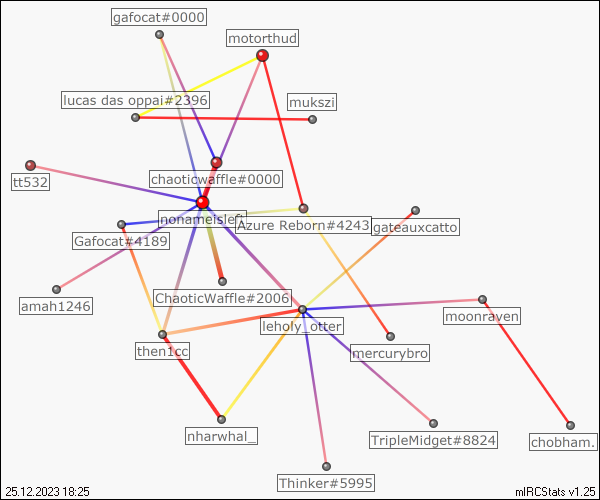 gafocat#0000
motorthud
lucas das oppai#2396
mukszi
chaoticwaffle#0000
tt532
nonameisleft
Azure Reborn#4243
gateauxcatto
Gafocat#4189
amah1246
ChaoticWaffle#2006
leholy_otter
moonraven
then1cc
mercurybro
nharwhal_
TripleMidget#8824
chobham.
Thinker#5995
25.12.2023 18:25
mIRCStats v1.25